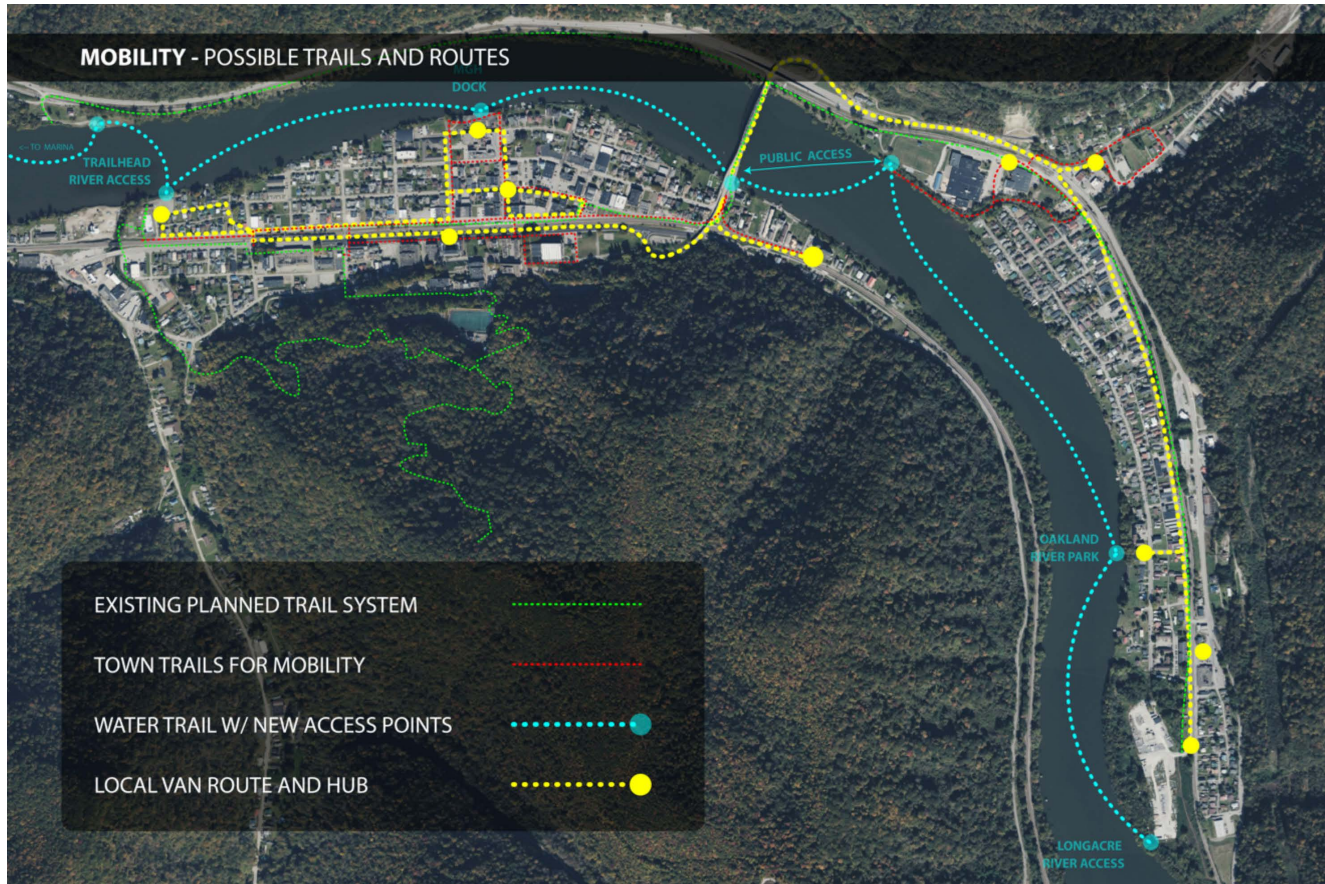 MOBILITY - POSSIBLE TRAILS AND ROUTES
DOCK
<-- TO MARINA
TRAILHEAD
RIVER ACCESS
PUBLIC ACCESS
OAKLAND
RIVER PARK
EXISTING PLANNED TRAIL SYSTEM
TOWN TRAILS FOR MOBILITY
WATER TRAIL W/ NEW ACCESS POINTS
LOCAL VAN ROUTE AND HUB
LONGACRE
RIVER ACCESS